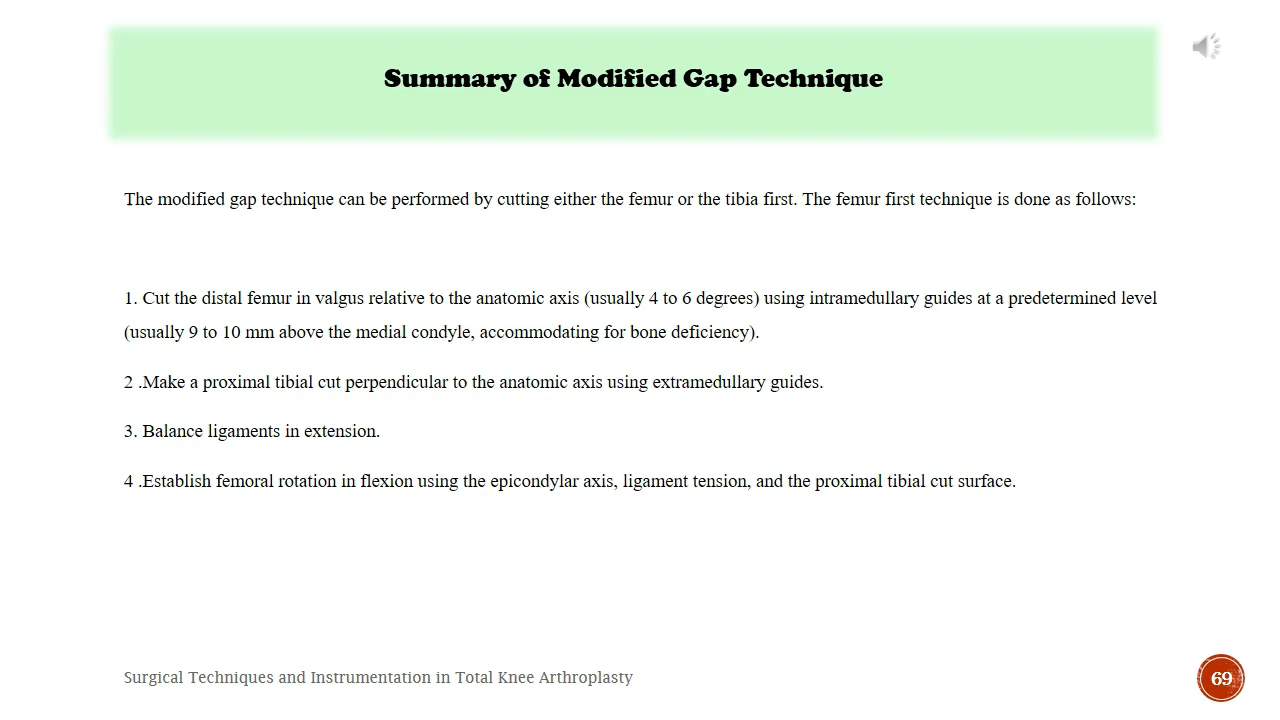 Summary of Modified Gap Technique
The modified gap technique can be performed by cutting either the femur or the tibia first. The femur first technique is done as follows:
1. Cut the distal femur in valgus relative to the anatomic axis (usually 4 to 6 degrees) using intramedullary guides at a predetermined level
(usually 9 to 10 mm above the medial condyle, accommodating for bone deficiency).
2 .Make a proximal tibial cut perpendicular to the anatomic axis using extramedullary guides.
3. Balance ligaments in extension.
4 .Establish femoral rotation in flexion using the epicondylar axis, ligament tension, and the proximal tibial cut surface.
Surgical Techniques and Instrumentation in Total Knee Arthroplasty
69